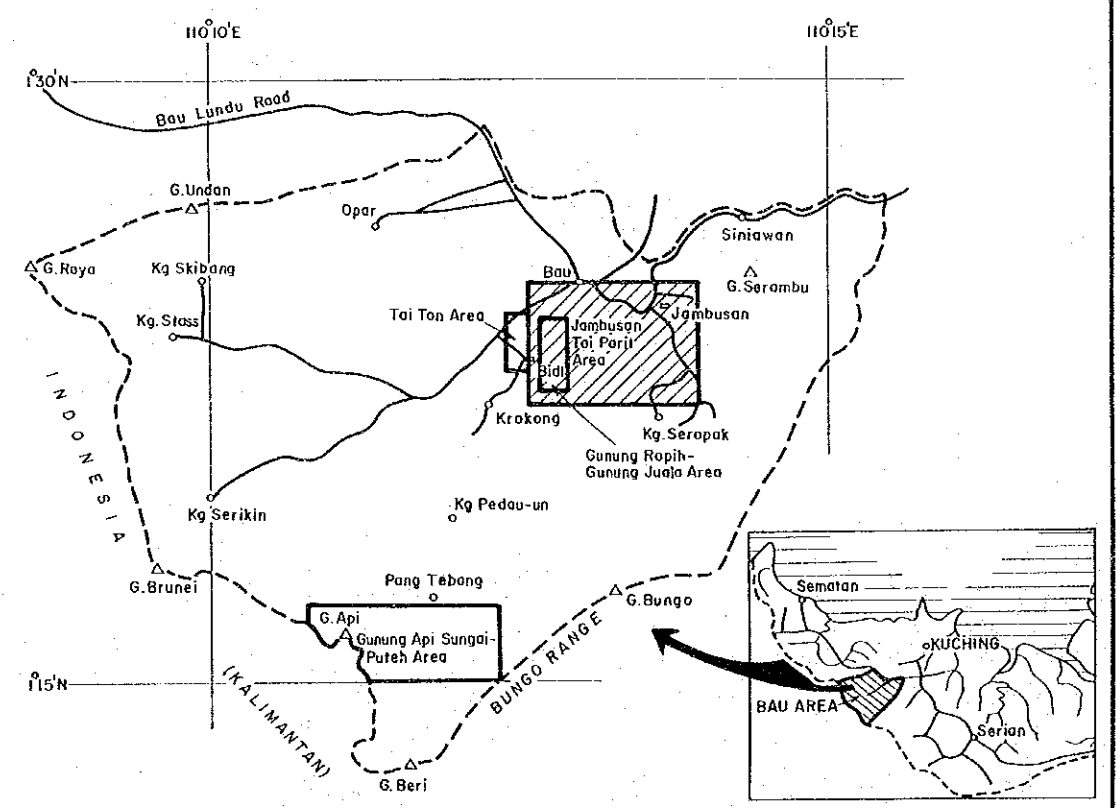 110°10'E
110°15'E
1°30'N
Bau Lundu Road
G.Undan
Opar
Siniawan
G.Raya
Kg Skibang
Bau
G.Serambu
Tai Ton Area
Jambusan
Tai Parit
Area
Jambusan
Kg.Stass
Bidi
Krokong
Kg.Seropak
Gunung Ropih-
Gunung Juala Area
INDONESIA
Kg Serikin
Kg Pedau-un
G.Brunei
Pang Tebang
G.Bungo
G.Api
Gunung Api Sungai-
Puteh Area
1°15'N
(KALIMANTAN)
BUNGO RANGE
G.Beri
Sematan
KUCHING
BAU AREA
Serian